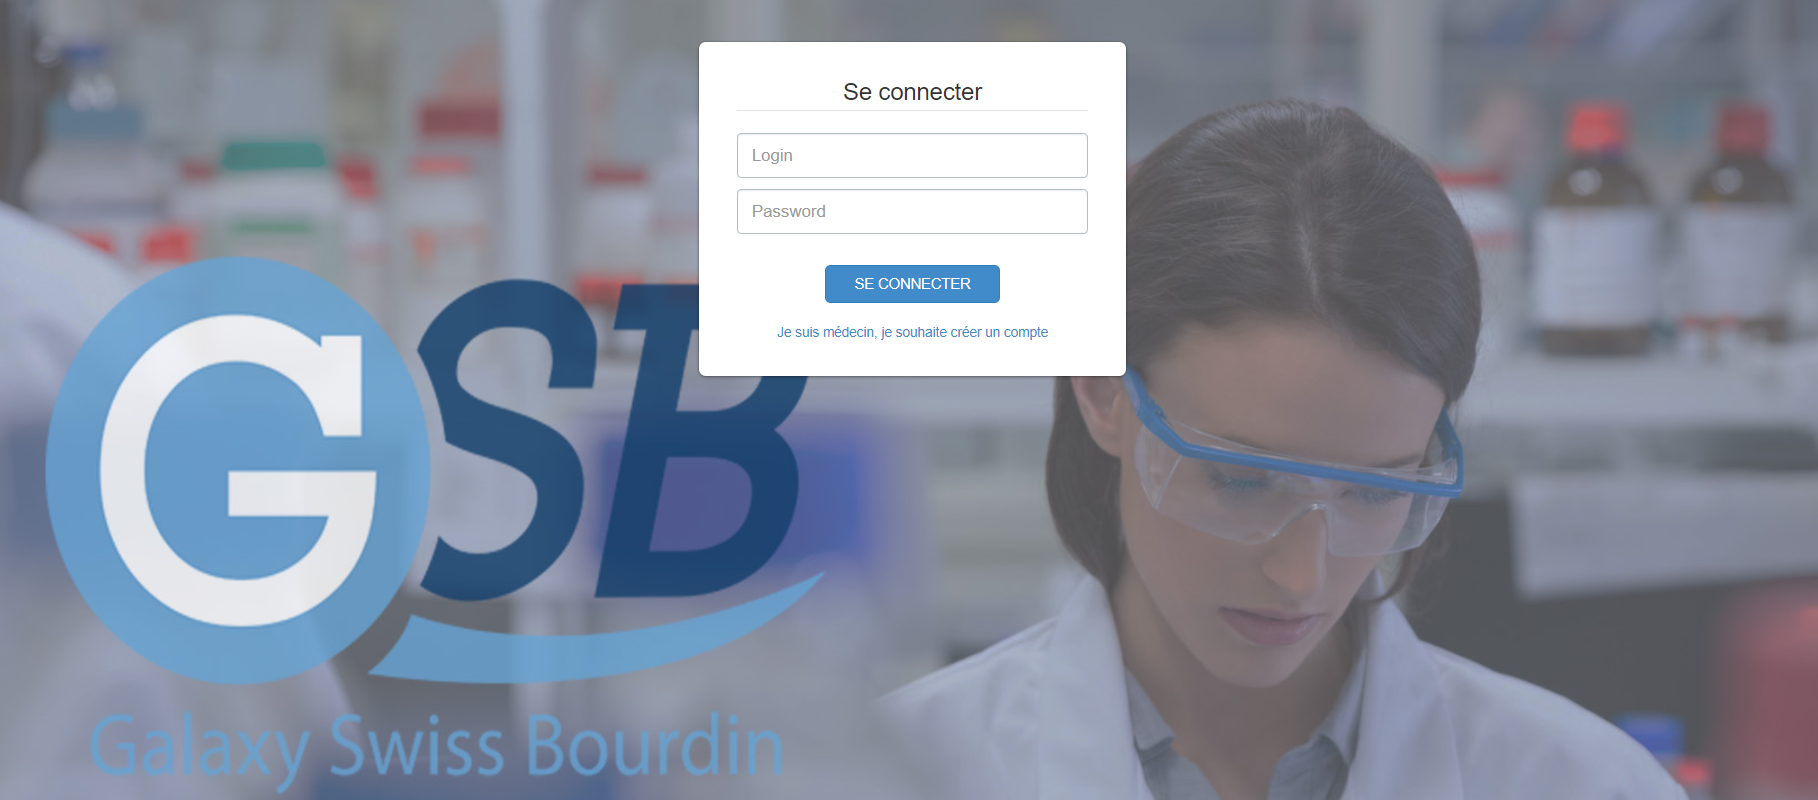 Se connecter
Login
Password
SE CONNECTER
Je suis médecin, je souhaite créer un compte
GSB
Galaxy Swiss Bourdin